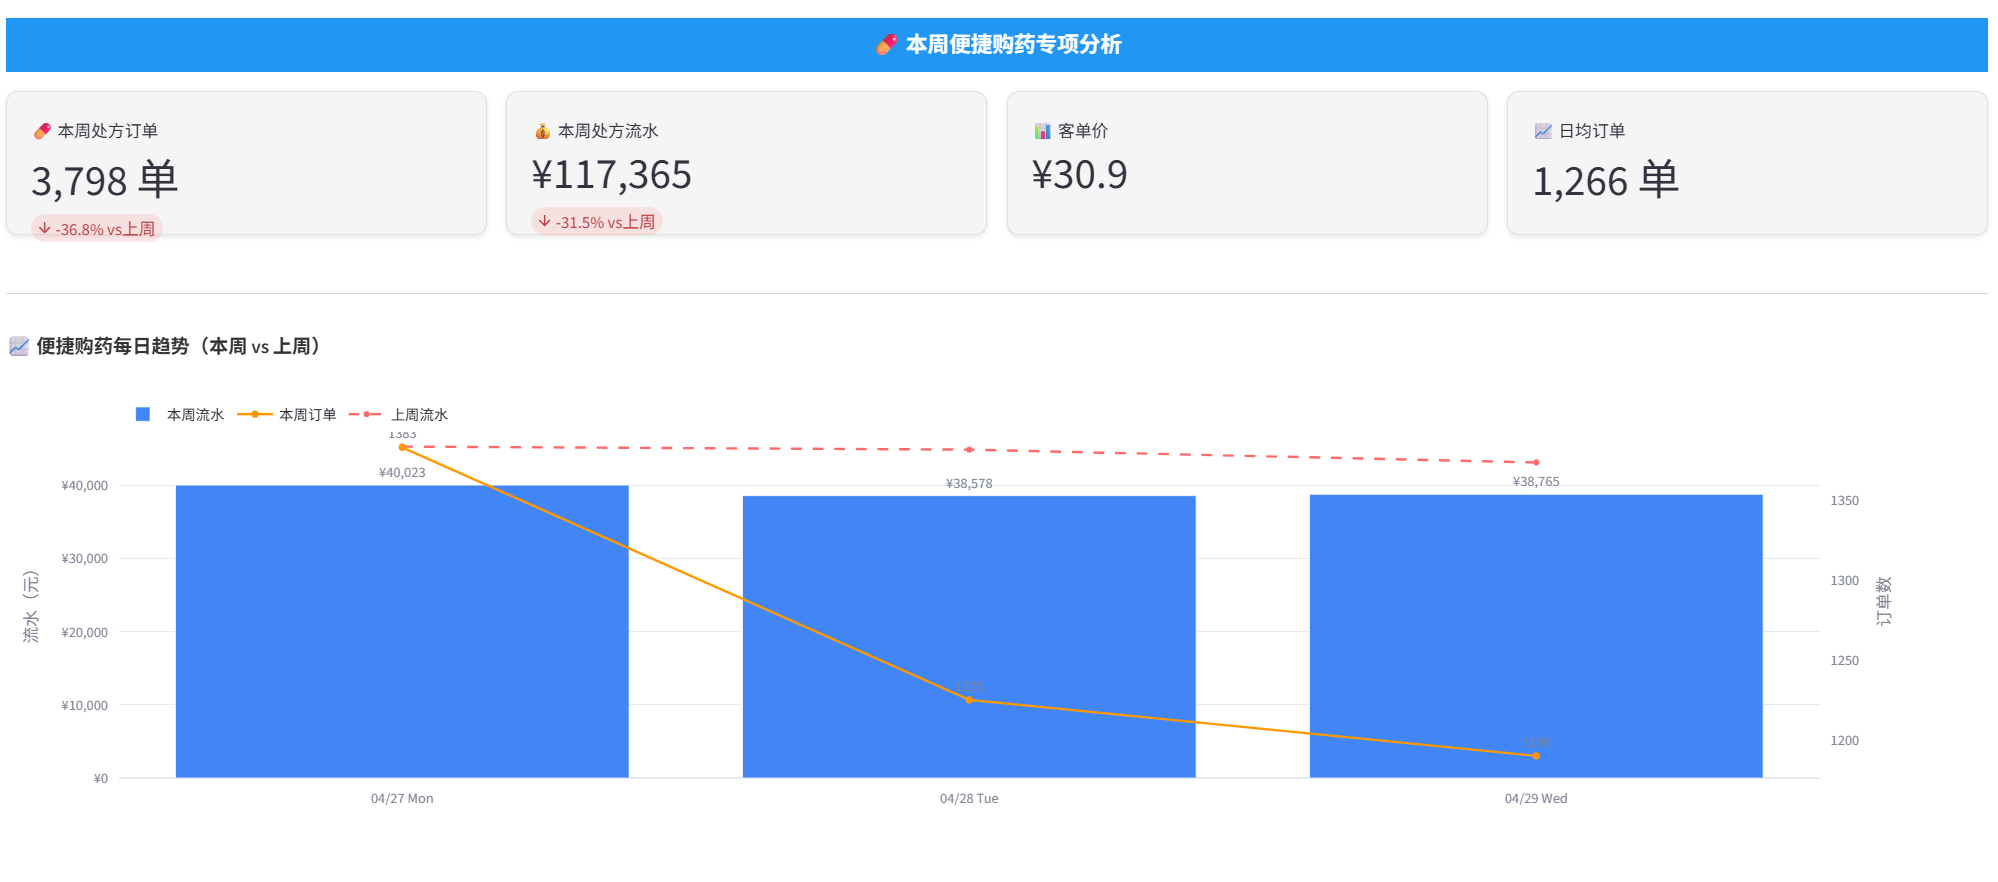 💊 本周便捷购药专项分析
💊 本周处方订单
3,798 单
↓ -36.8% vs上周
💰 本周处方流水
¥117,365
↓ -31.5% vs上周
📊 客单价
¥30.9
📈 日均订单
1,266 单
📈 便捷购药每日趋势（本周 vs 上周）
本周流水 本周订单 上周流水
1383
¥40,023
¥38,578
¥38,765
¥40,000
¥30,000
¥20,000
¥10,000
¥0
流水（元）
1225
1190
1350
1300
1250
1200
订单数
04/27 Mon
04/28 Tue
04/29 Wed